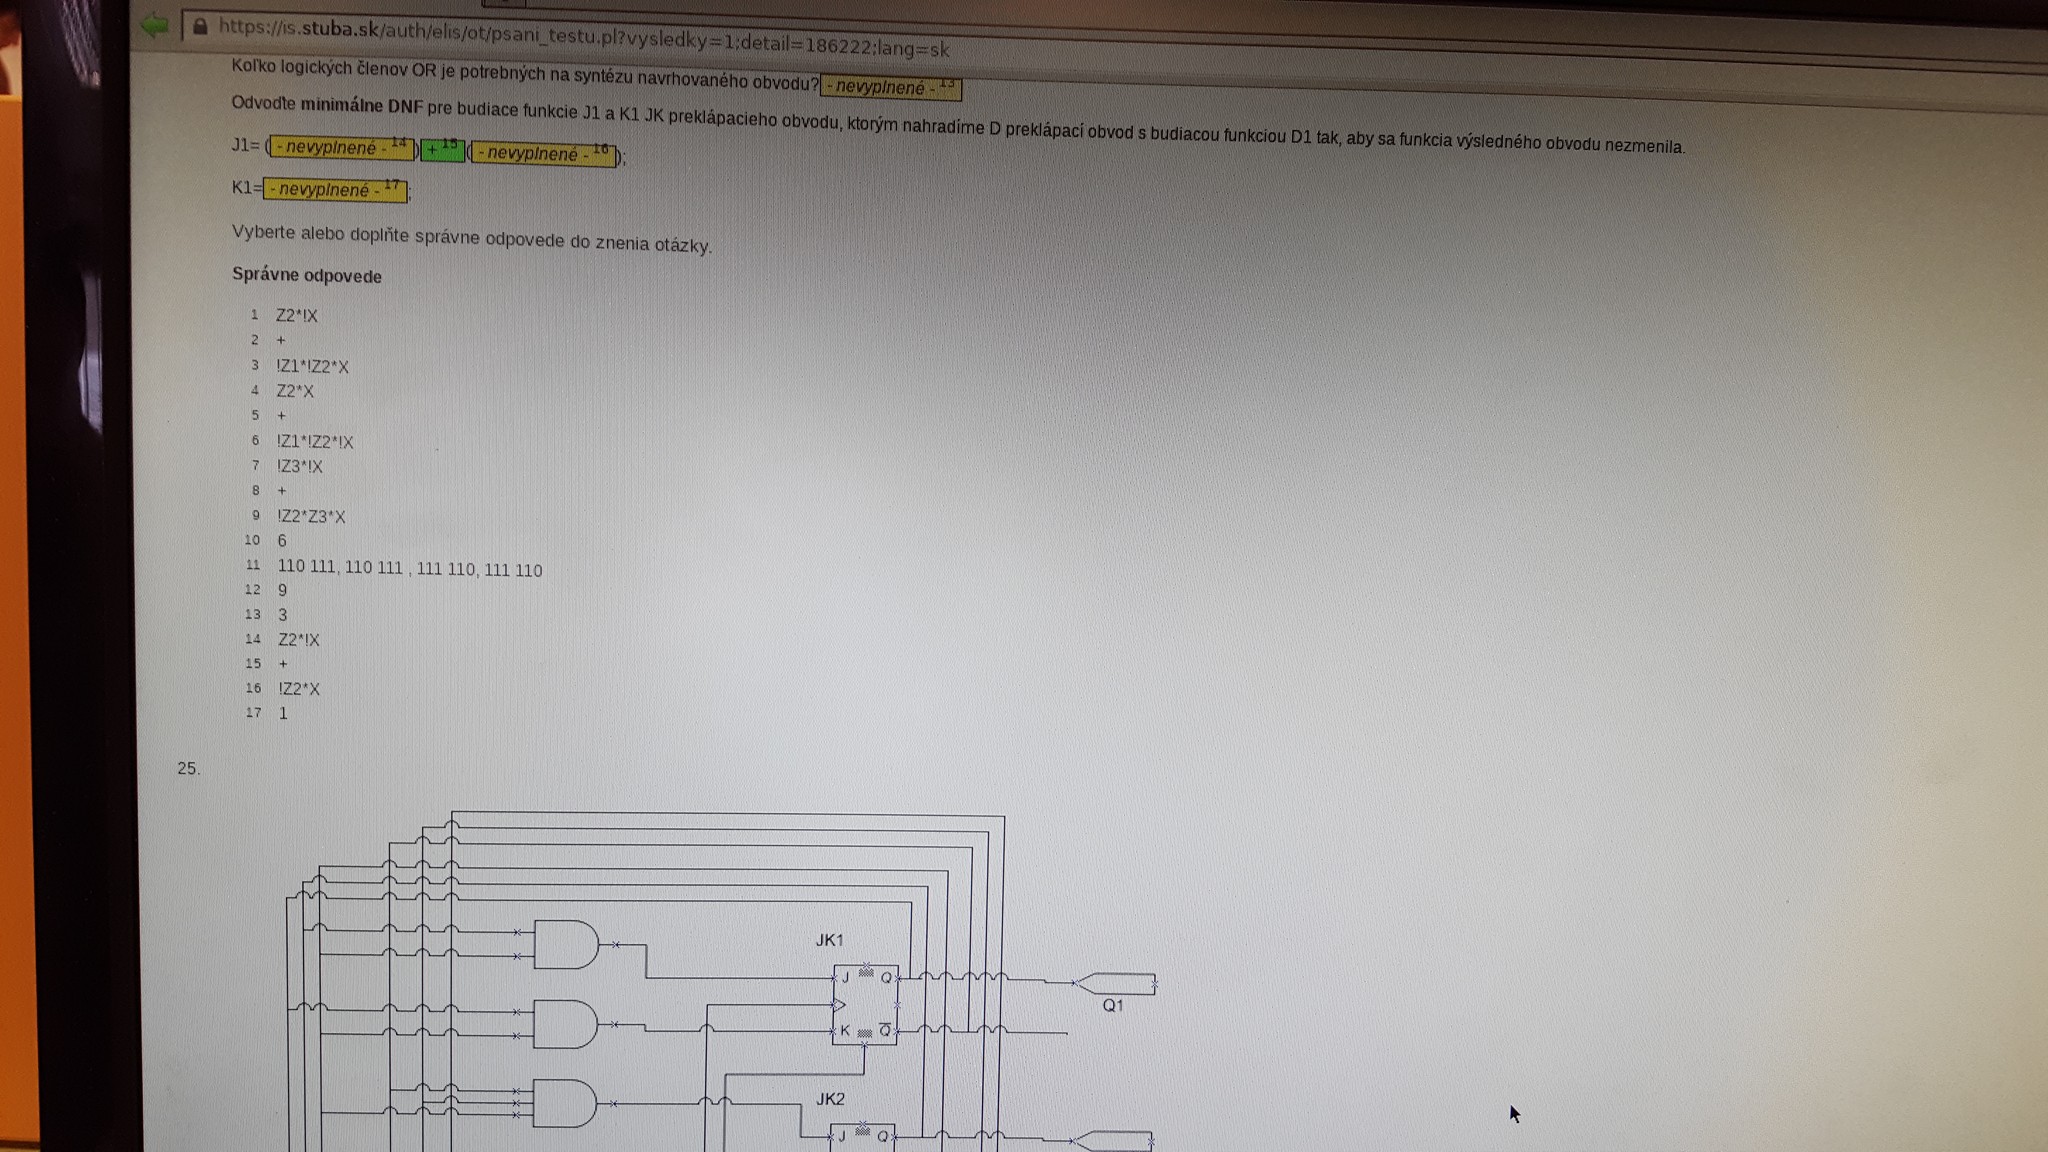 https://is.stuba.sk/auth/elis/ot/psani_testu.pl?vysledky=1;detail=186222;lang=sk
Koľko logických členov OR je potrebných na syntézu navrhovaného obvodu? - nevyplnené - 13
Odvoďte minimálne DNF pre budiace funkcie J1 a K1 JK preklápacieho obvodu, ktorým nahradíme D preklápací obvod s budiacou funkciou D1 tak, aby sa funkcia výsledného obvodu nezmenila.
J1= ( - nevyplnené - 14 ) + 15 ( - nevyplnené - 16 );
K1= - nevyplnené - 17 ;
Vyberte alebo doplňte správne odpovede do znenia otázky.
Správne odpovede
1 Z2*!X
2 +
3 !Z1*!Z2*X
4 Z2*X
5 +
6 !Z1*!Z2*!X
7 !Z3*!X
8 +
9 !Z2*Z3*X
10 6
11 110 111, 110 111 , 111 110, 111 110
12 9
13 3
14 Z2*!X
15 +
16 !Z2*X
17 1
25.
JK1
J Q
Q1
K Q
JK2
J Q